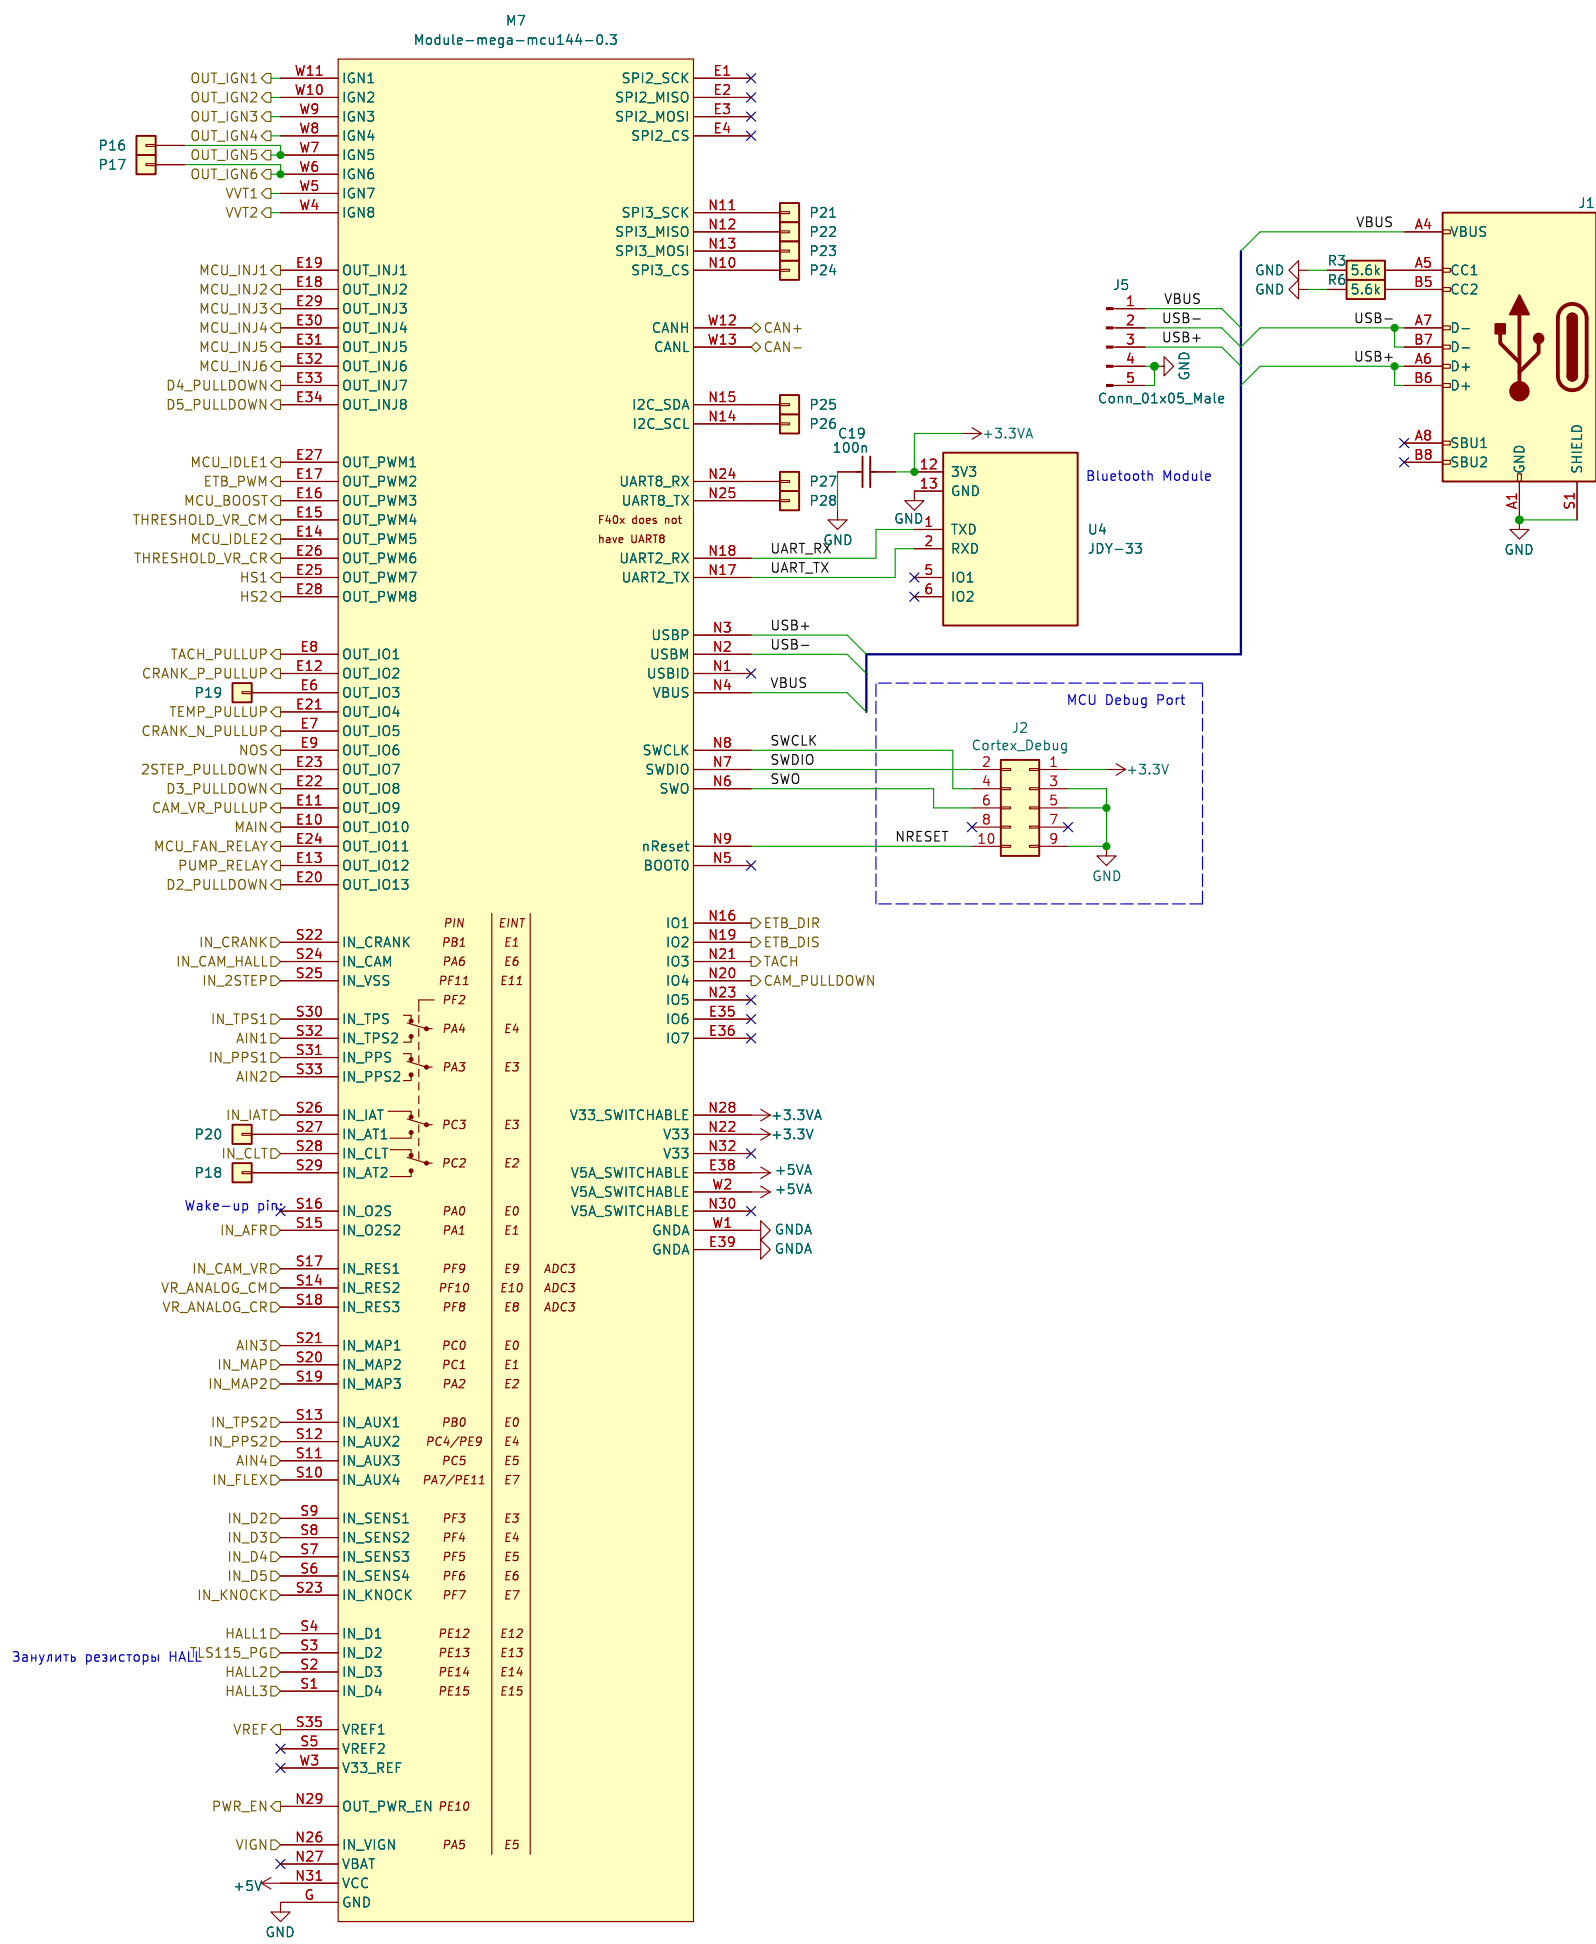 M7
Module-mega-mcu144-0.3
OUT_IGN1 W11 IGN1
OUT_IGN2 W10 IGN2
OUT_IGN3 W9 IGN3
OUT_IGN4 W8 IGN4
P16
OUT_IGN5 W7 IGN5
P17
OUT_IGN6 W6 IGN6
VVT1 W5 IGN7
VVT2 W4 IGN8
MCU_INJ1 E19 OUT_INJ1
MCU_INJ2 E18 OUT_INJ2
MCU_INJ3 E29 OUT_INJ3
MCU_INJ4 E30 OUT_INJ4
MCU_INJ5 E31 OUT_INJ5
MCU_INJ6 E32 OUT_INJ6
D4_PULLDOWN E33 OUT_INJ7
D5_PULLDOWN E34 OUT_INJ8
MCU_IDLE1 E27 OUT_PWM1
ETB_PWM E17 OUT_PWM2
MCU_BOOST E16 OUT_PWM3
THRESHOLD_VR_CM E15 OUT_PWM4
MCU_IDLE2 E14 OUT_PWM5
THRESHOLD_VR_CR E26 OUT_PWM6
HS1 E25 OUT_PWM7
HS2 E28 OUT_PWM8
TACH_PULLUP E8 OUT_IO1
CRANK_P_PULLUP E12 OUT_IO2
P19 E6 OUT_IO3
TEMP_PULLUP E21 OUT_IO4
CRANK_N_PULLUP E7 OUT_IO5
NOS E9 OUT_IO6
2STEP_PULLDOWN E23 OUT_IO7
D3_PULLDOWN E22 OUT_IO8
CAM_VR_PULLUP E11 OUT_IO9
MAIN E10 OUT_IO10
MCU_FAN_RELAY E24 OUT_IO11
PUMP_RELAY E13 OUT_IO12
D2_PULLDOWN E20 OUT_IO13
PIN EINT
IN_CRANK S22 IN_CRANK PB1 E1
IN_CAM_HALL S24 IN_CAM PA6 E6
IN_2STEP S25 IN_VSS PF11 E11
PF2
IN_TPS1 S30 IN_TPS
PA4 E4
AIN1 S32 IN_TPS2
IN_PPS1 S31 IN_PPS
PA3 E3
AIN2 S33 IN_PPS2
IN_IAT S26 IN_IAT
PC3 E3
P20 S27 IN_AT1
IN_CLT S28 IN_CLT
PC2 E2
P18 S29 IN_AT2
Wake-up pin:
S16 IN_O2S PA0 E0
IN_AFR S15 IN_O2S2 PA1 E1
IN_CAM_VR S17 IN_RES1 PF9 E9 ADC3
VR_ANALOG_CM S14 IN_RES2 PF10 E10 ADC3
VR_ANALOG_CR S18 IN_RES3 PF8 E8 ADC3
AIN3 S21 IN_MAP1 PC0 E0
IN_MAP S20 IN_MAP2 PC1 E1
IN_MAP2 S19 IN_MAP3 PA2 E2
IN_TPS2 S13 IN_AUX1 PB0 E0
IN_PPS2 S12 IN_AUX2 PC4/PE9 E4
AIN4 S11 IN_AUX3 PC5 E5
IN_FLEX S10 IN_AUX4 PA7/PE11 E7
IN_D2 S9 IN_SENS1 PF3 E3
IN_D3 S8 IN_SENS2 PF4 E4
IN_D4 S7 IN_SENS3 PF5 E5
IN_D5 S6 IN_SENS4 PF6 E6
IN_KNOCK S23 IN_KNOCK PF7 E7
HALL1 S4 IN_D1 PE12 E12
TLS115_PG S3 IN_D2 PE13 E13
Занулить резисторы HALL
HALL2 S2 IN_D3 PE14 E14
HALL3 S1 IN_D4 PE15 E15
VREF S35 VREF1
S5 VREF2
W3 V33_REF
PWR_EN N29 OUT_PWR_EN PE10
VIGN N26 IN_VIGN PA5 E5
N27 VBAT
+5V N31 VCC
G GND
GND
SPI2_SCK E1
SPI2_MISO E2
SPI2_MOSI E3
SPI2_CS E4
SPI3_SCK N11 P21
SPI3_MISO N12 P22
SPI3_MOSI N13 P23
SPI3_CS N10 P24
CANH W12 CAN+
CANL W13 CAN-
I2C_SDA N15 P25
I2C_SCL N14 P26
UART8_RX N24 P27
UART8_TX N25 P28
F40x does not
have UART8
UART2_RX N18 UART_RX
UART2_TX N17 UART_TX
USBP N3 USB+
USBM N2 USB-
USBID N1
VBUS N4 VBUS
SWCLK N8 SWCLK
SWDIO N7 SWDIO
SWO N6 SWO
nReset N9 NRESET
BOOT0 N5
IO1 N16 ETB_DIR
IO2 N19 ETB_DIS
IO3 N21 TACH
IO4 N20 CAM_PULLDOWN
IO5 N23
IO6 E35
IO7 E36
V33_SWITCHABLE N28 +3.3VA
V33 N22 +3.3V
V33 N32
V5A_SWITCHABLE E38 +5VA
V5A_SWITCHABLE W2 +5VA
V5A_SWITCHABLE N30
GNDA W1 GNDA
GNDA E39 GNDA
C19
100n
GND
+3.3VA
12 3V3
13 GND
GND
1 TXD
2 RXD
5 IO1
6 IO2
Bluetooth Module
U4
JDY-33
MCU Debug Port
J2
Cortex_Debug
2 1 +3.3V
4 3
6 5
8 7
10 9
GND
J5
1 VBUS
2 USB-
3 USB+
4 GND
5
Conn_01x05_Male
J1
VBUS A4 VBUS
GND R3 5.6k A5 CC1
GND R6 5.6k B5 CC2
USB- A7 D-
B7 D-
USB+ A6 D+
B6 D+
A8 SBU1
B8 SBU2
GND SHIELD
A1 S1
GND